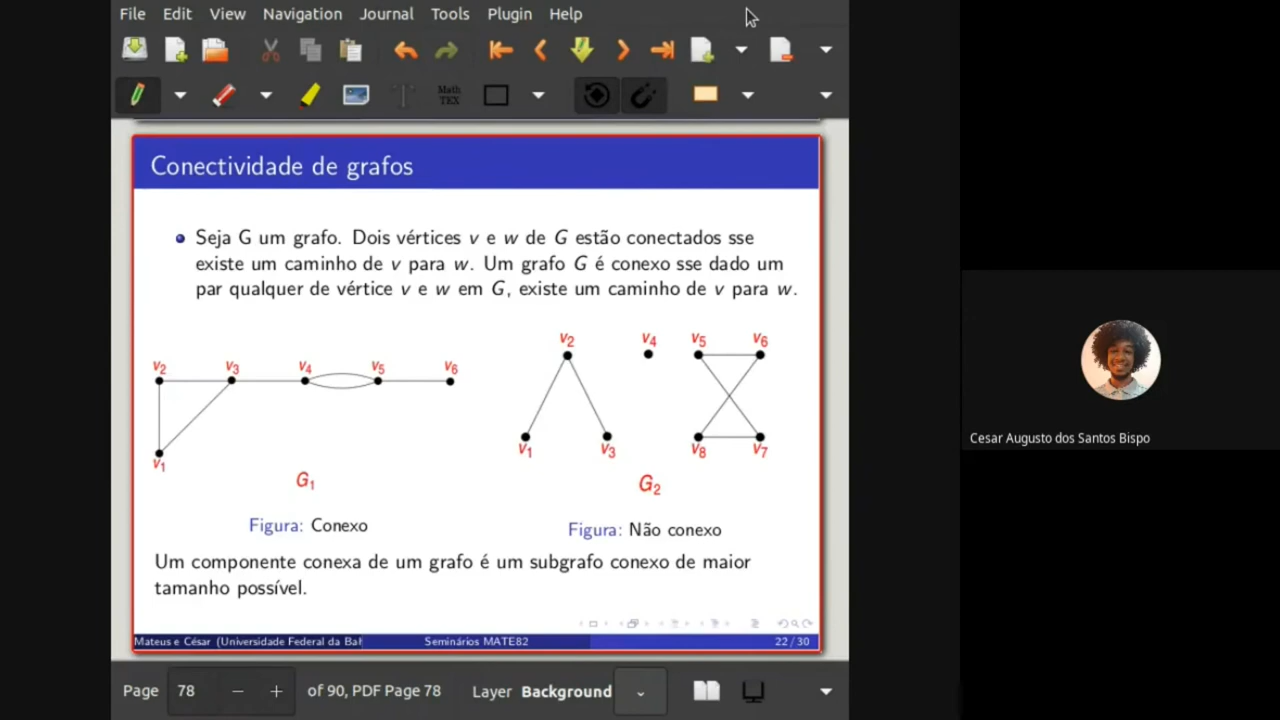 File Edit View Navigation Journal Tools Plugin Help
Math
TEX
Conectividade de grafos
Seja G um grafo. Dois vértices v e w de G estão conectados sse
existe um caminho de v para w. Um grafo G é conexo sse dado um
par qualquer de vértice v e w em G, existe um caminho de v para w.
v2 v4 v5 v6
v2 v3 v4 v5 v6
v1 v3 v8 v7
v1
G1 G2
Figura: Conexo
Figura: Não conexo
Um componente conexa de um grafo é um subgrafo conexo de maior
tamanho possível.
Mateus e César (Universidade Federal da Bah Seminários MATE82 22 / 30
Page 78 − + of 90, PDF Page 78 Layer Background
Cesar Augusto dos Santos Bispo